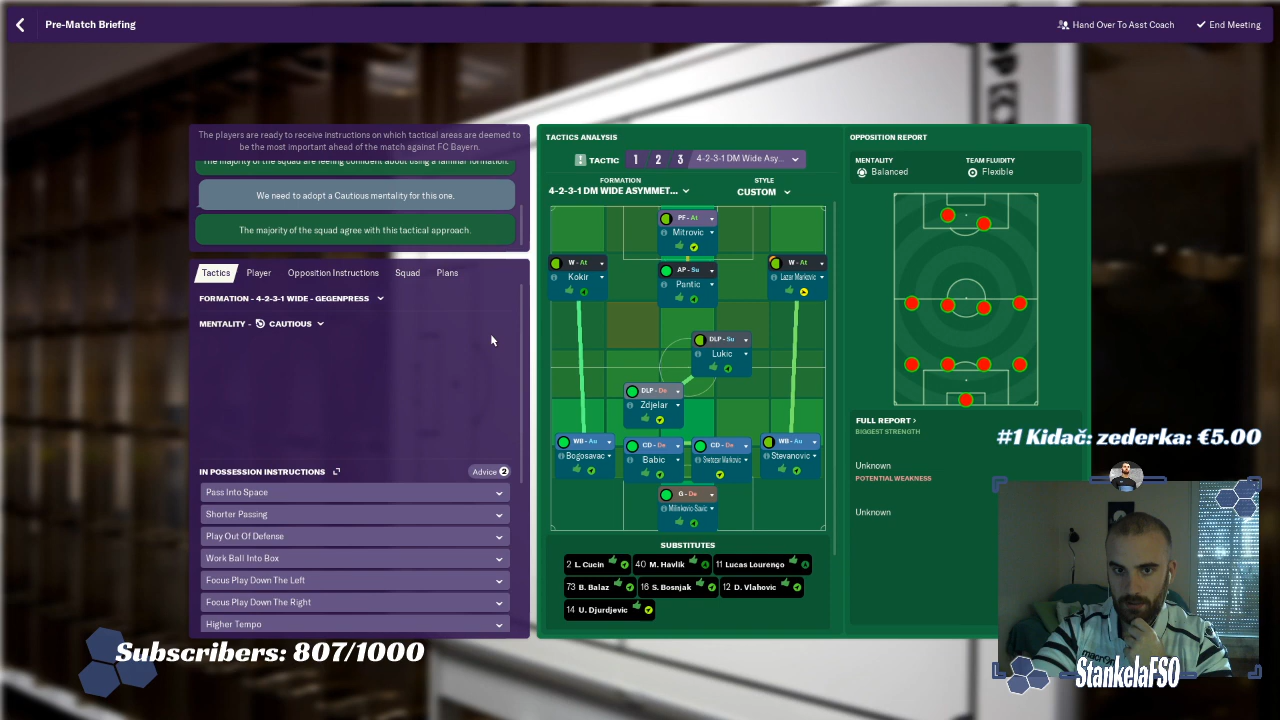 Pre-Match Briefing
Hand Over To Asst Coach
End Meeting
The players are ready to receive instructions on which tactical areas are deemed to
be the most important ahead of the match against FC Bayern.
The majority of the squad are feeling confident about using a familiar formation.
We need to adopt a Cautious mentality for this one.
The majority of the squad agree with this tactical approach.
Tactics
Player
Opposition Instructions
Squad
Plans
FORMATION - 4-2-3-1 WIDE - GEGENPRESS
MENTALITY - CAUTIOUS
IN POSSESSION INSTRUCTIONS
Advice 2
Pass Into Space
Shorter Passing
Play Out Of Defense
Work Ball Into Box
Focus Play Down The Left
Focus Play Down The Right
Higher Tempo
TACTICS ANALYSIS
TACTIC 1 2 3 4-2-3-1 DM Wide Asy...
FORMATION
4-2-3-1 DM WIDE ASYMMET...
STYLE
CUSTOM
PF - At
Mitrovic
W - At
Kokir
AP - Su
Pantic
W - At
Lazar Markovic
DLP - Su
Lukic
DLP - De
Zdjelar
WB - Au
Bogosavac
CD - De
Babic
CD - De
Svetozar Markovic
WB - Au
Stevanovic
G - De
Milinkovic-Savic
SUBSTITUTES
2 L. Cucin
40 M. Havlik
11 Lucas Lourenço
73 B. Balaz
16 S. Bosnjak
12 D. Vlahovic
14 U. Djurdjevic
OPPOSITION REPORT
MENTALITY
Balanced
TEAM FLUIDITY
Flexible
FULL REPORT >
BIGGEST STRENGTH
Unknown
POTENTIAL WEAKNESS
Unknown
#1 Kidač: zederka: €5.00
Subscribers: 807/1000
StankelaFSO